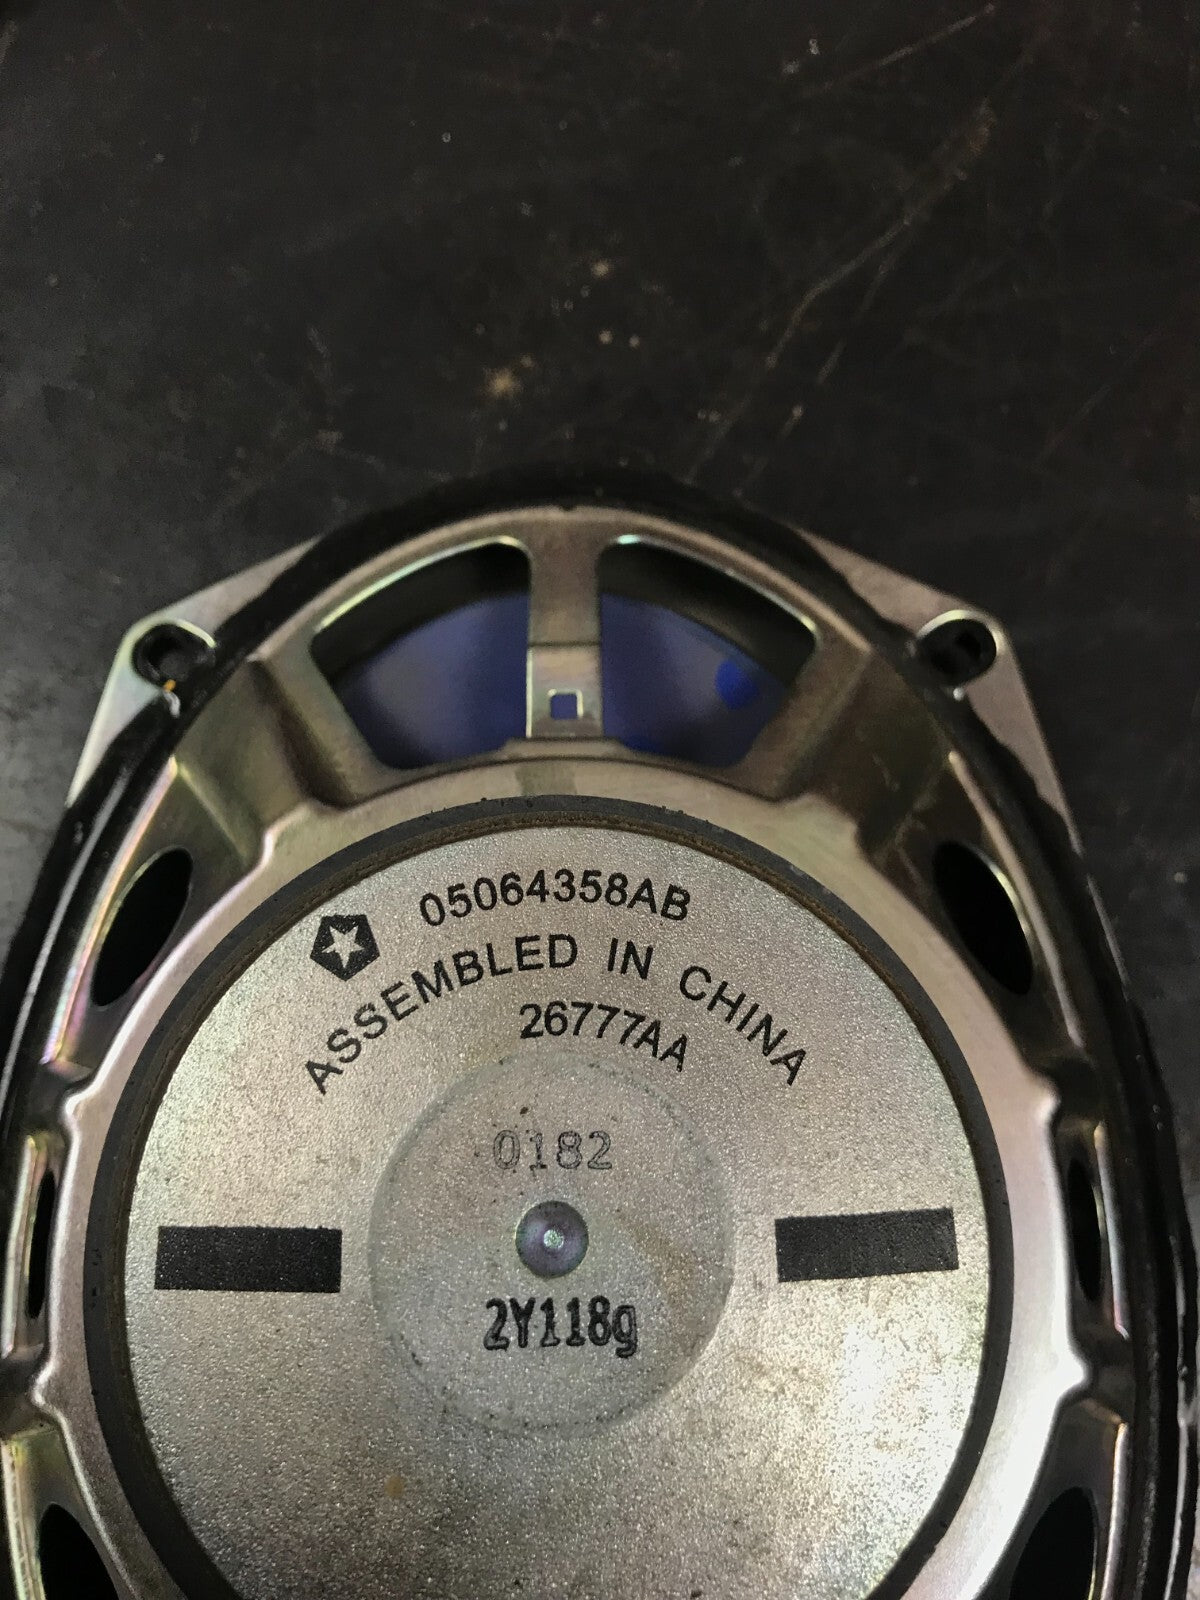 05064358AB
ASSEMBLED IN CHINA
26777AA
0182
2Y118g